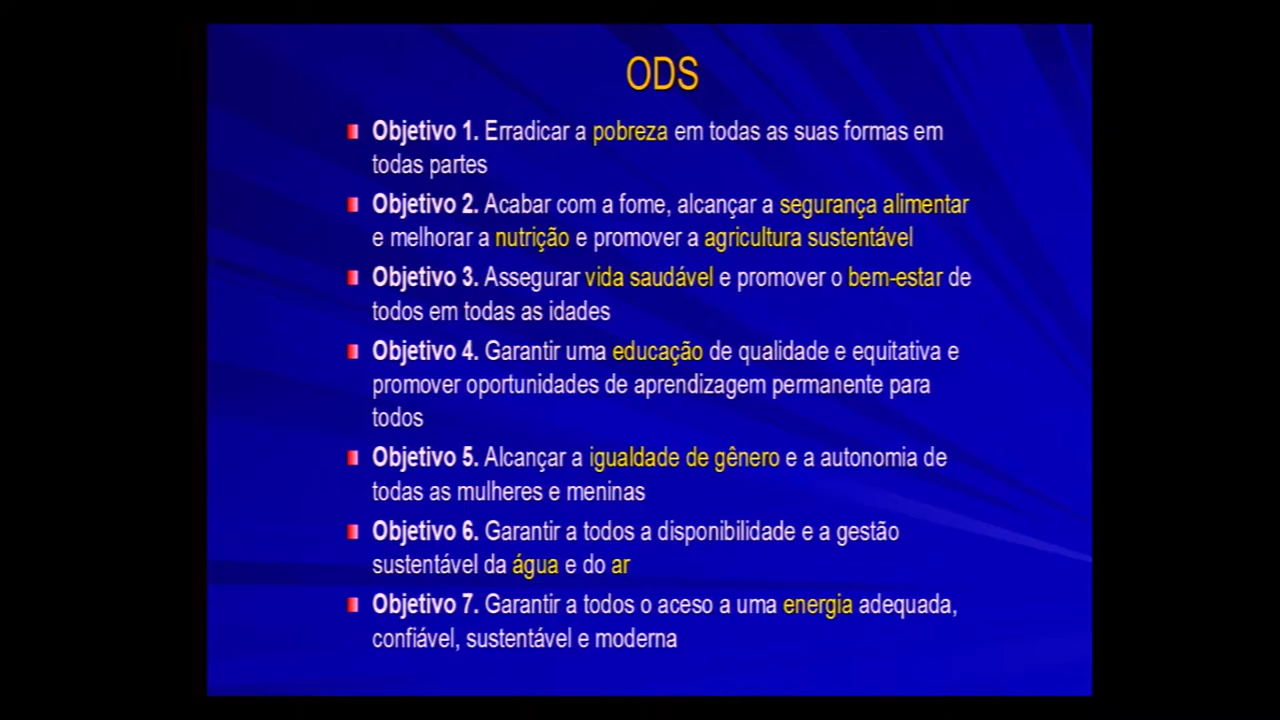 ODS
Objetivo 1. Erradicar a pobreza em todas as suas formas em
todas partes
Objetivo 2. Acabar com a fome, alcançar a segurança alimentar
e melhorar a nutrição e promover a agricultura sustentável
Objetivo 3. Assegurar vida saudável e promover o bem-estar de
todos em todas as idades
Objetivo 4. Garantir uma educação de qualidade e equitativa e
promover oportunidades de aprendizagem permanente para
todos
Objetivo 5. Alcançar a igualdade de gênero e a autonomia de
todas as mulheres e meninas
Objetivo 6. Garantir a todos a disponibilidade e a gestão
sustentável da água e do ar
Objetivo 7. Garantir a todos o aceso a uma energia adequada,
confiável, sustentável e moderna